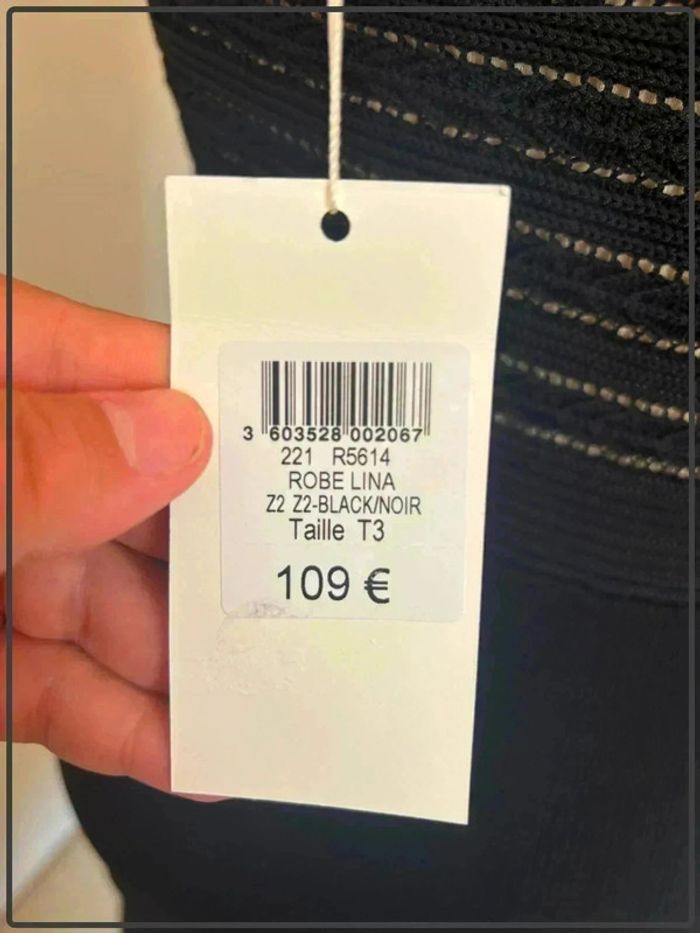 3 603528 002067
221 R5614
ROBE LINA
Z2 Z2-BLACK/NOIR
Taille T3
109 €